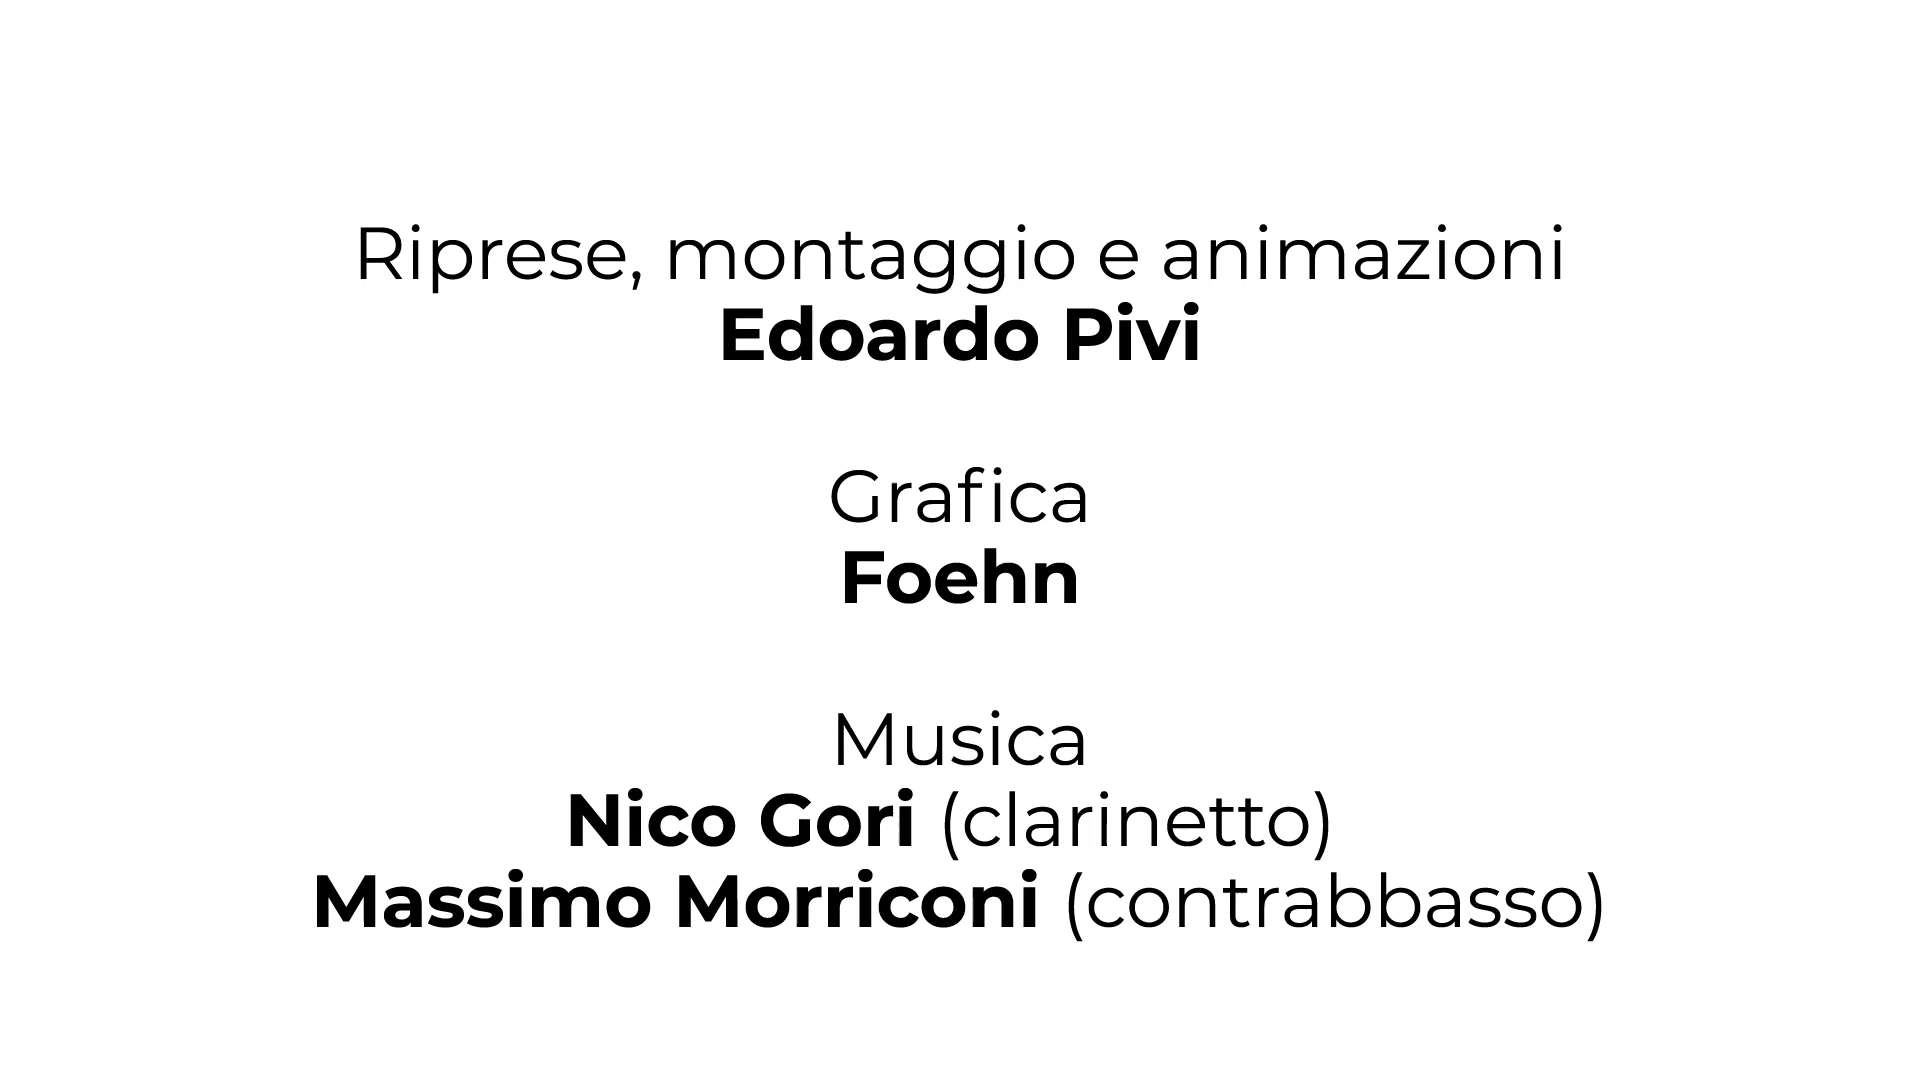 Riprese, montaggio e animazioni
Edoardo Pivi
Grafica
Foehn
Musica
Nico Gori (clarinetto)
Massimo Morriconi (contrabbasso)